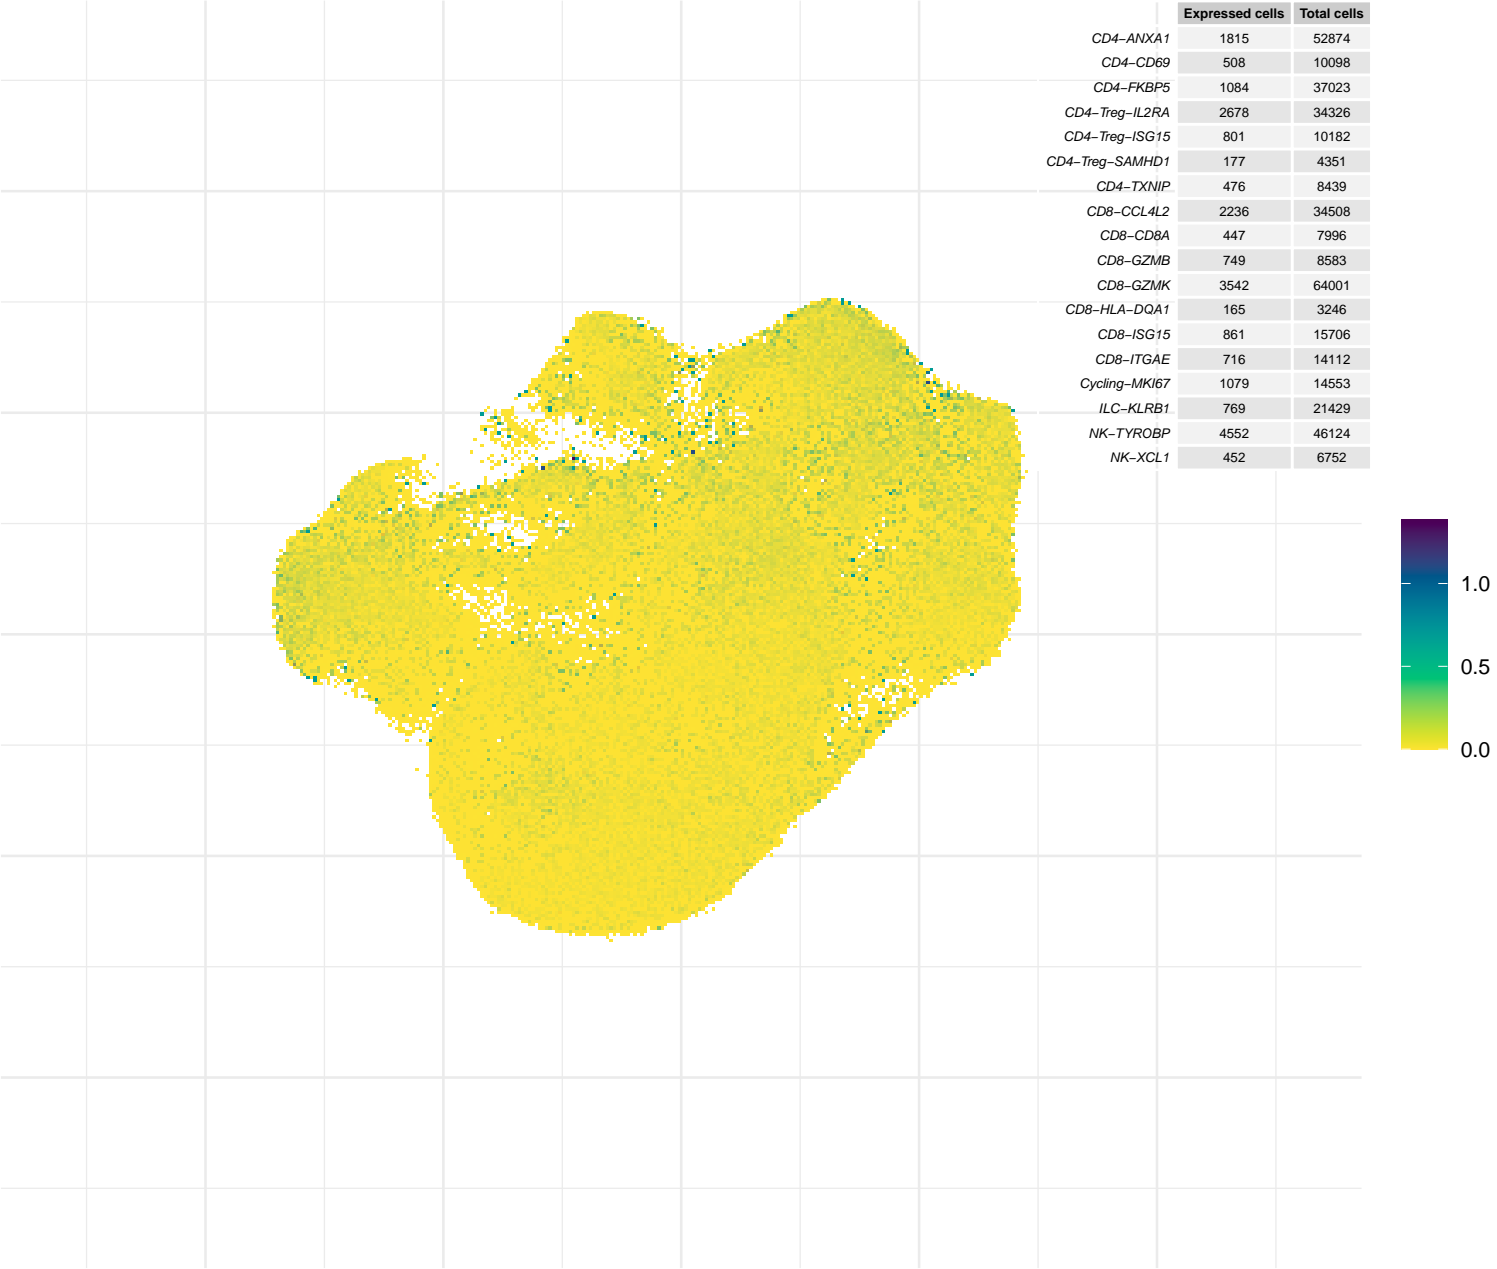 Expressed cells Total cells
CD4−ANXA1 1815 52874
CD4−CD69 508 10098
CD4−FKBP5 1084 37023
CD4−Treg−IL2RA 2678 34326
CD4−Treg−ISG15 801 10182
CD4−Treg−SAMHD1 177 4351
CD4−TXNIP 476 8439
CD8−CCL4L2 2236 34508
CD8−CD8A 447 7996
CD8−GZMB 749 8583
CD8−GZMK 3542 64001
CD8−HLA−DQA1 165 3246
CD8−ISG15 861 15706
CD8−ITGAE 716 14112
Cycling−MKI67 1079 14553
ILC−KLRB1 769 21429
NK−TYROBP 4552 46124
NK−XCL1 452 6752
1.0
0.5
0.0